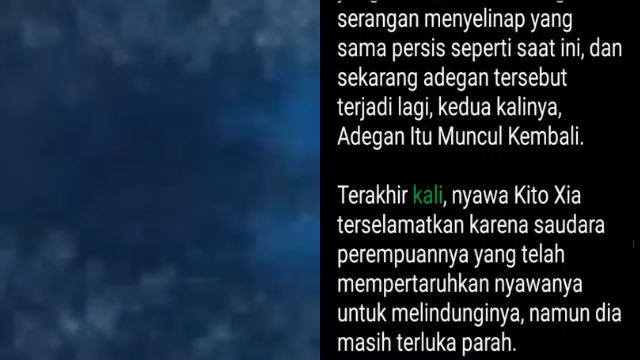 serangan menyelinap yang
sama persis seperti saat ini, dan
sekarang adegan tersebut
terjadi lagi, kedua kalinya,
Adegan Itu Muncul Kembali.
Terakhir kali, nyawa Kito Xia
terselamatkan karena saudara
perempuannya yang telah
mempertaruhkan nyawanya
untuk melindunginya, namun dia
masih terluka parah.